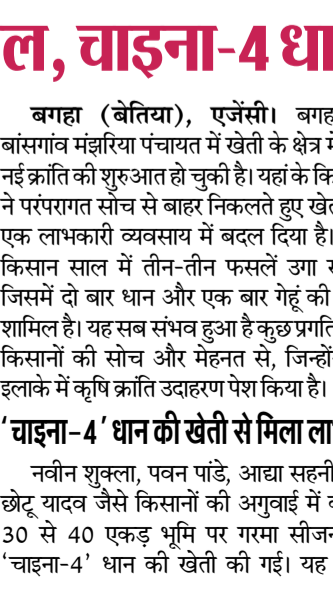 ल, चाइना-4 धा
बगहा (बेतिया), एजेंसी। बगह
बांसगांव मंझरिया पंचायत में खेती के क्षेत्र में
नई क्रांति की शुरुआत हो चुकी है। यहां के कि
ने परंपरागत सोच से बाहर निकलते हुए खे
एक लाभकारी व्यवसाय में बदल दिया है।
किसान साल में तीन-तीन फसलें उगा
जिसमें दो बार धान और एक बार गेहूं की
शामिल है। यह सब संभव हुआ है कुछ प्रगति
किसानों की सोच और मेहनत से, जिन्हों
इलाके में कृषि क्रांति उदाहरण पेश किया है।
'चाइना-4' धान की खेती से मिला ला
नवीन शुक्ला, पवन पांडे, आद्या सहनी
छोटू यादव जैसे किसानों की अगुवाई में
30 से 40 एकड़ भूमि पर गरमा सीजन
'चाइना-4' धान की खेती की गई। यह